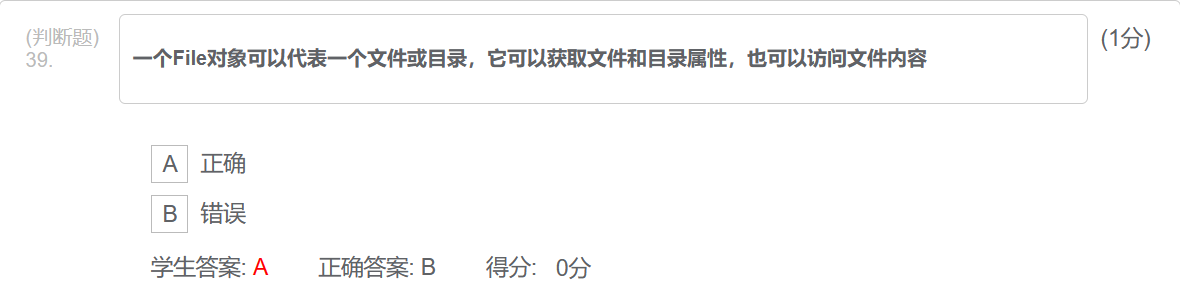 (判断题)
39.
一个File对象可以代表一个文件或目录，它可以获取文件和目录属性，也可以访问文件内容
(1分)
A 正确
B 错误
学生答案: A 正确答案: B 得分: 0分